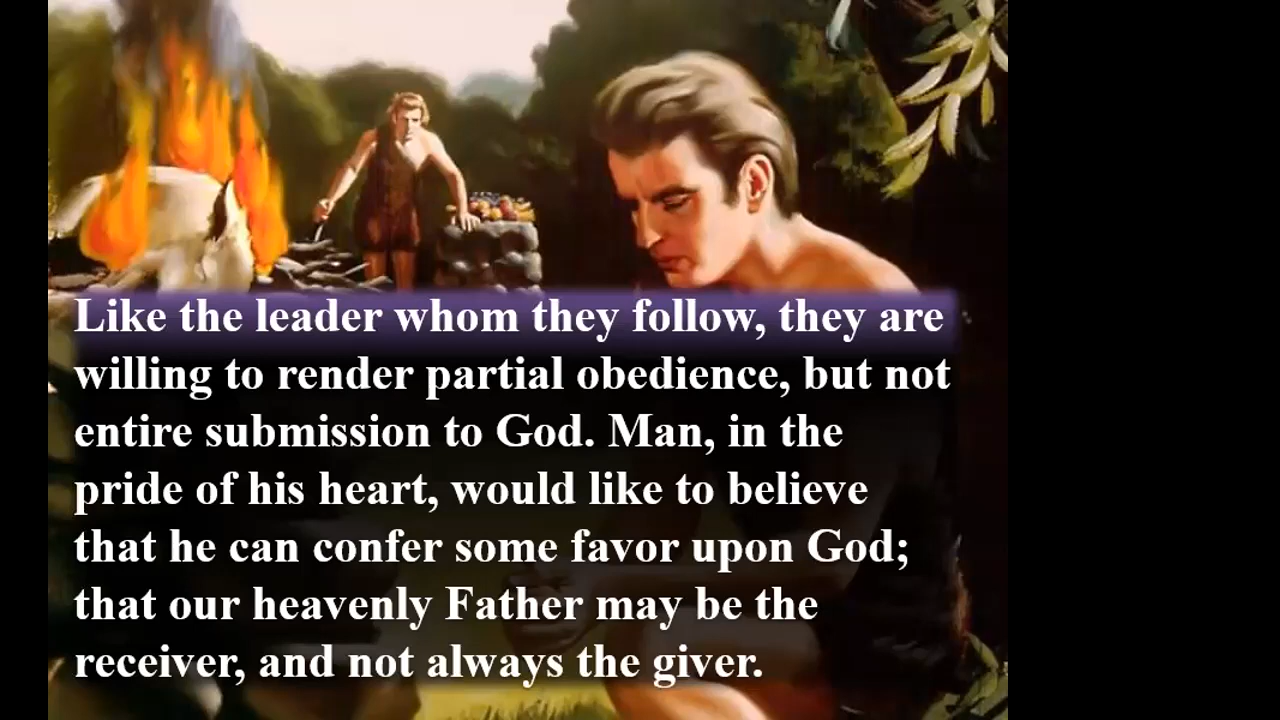 Like the leader whom they follow, they are
willing to render partial obedience, but not
entire submission to God. Man, in the
pride of his heart, would like to believe
that he can confer some favor upon God;
that our heavenly Father may be the
receiver, and not always the giver.